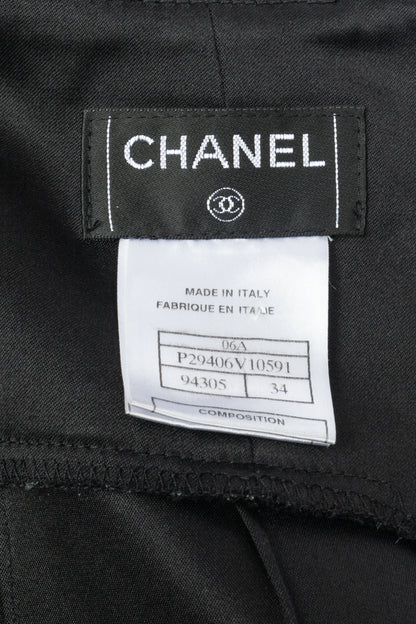 CHANEL
MADE IN ITALY
FABRIQUE EN ITALIE
06A
P29406V10591
94305 34
COMPOSITION